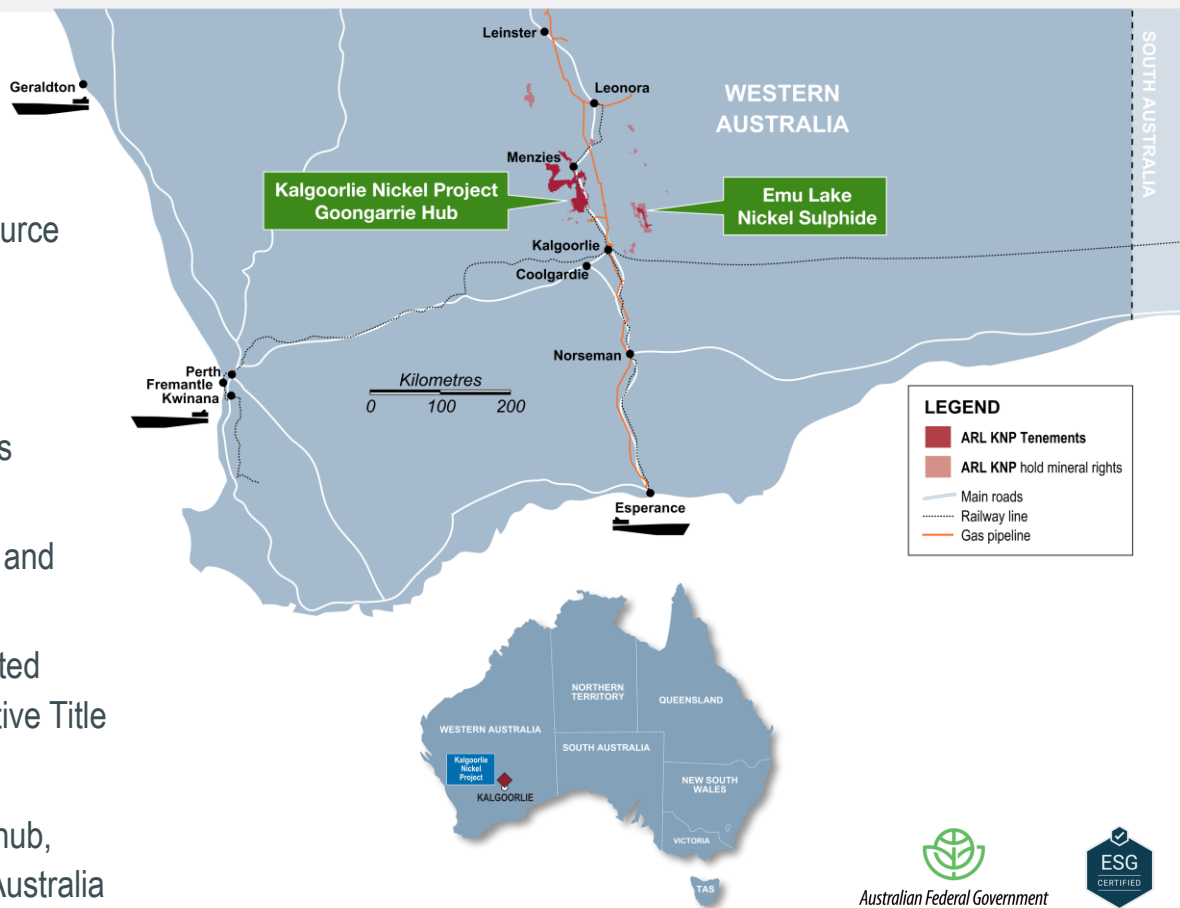 urce
s
and
ted
tive Title
hub,
Australia
Leinster
Geraldton
Leonora
WESTERN
AUSTRALIA
SOUTH AUSTRALIA
Menzies
Kalgoorlie Nickel Project
Goongarrie Hub
Emu Lake
Nickel Sulphide
Kalgoorlie
Coolgardie
Norseman
Perth
Fremantle
Kwinana
Kilometres
0 100 200
Esperance
LEGEND
ARL KNP Tenements
ARL KNP hold mineral rights
Main roads
Railway line
Gas pipeline
NORTHERN
TERRITORY
QUEENSLAND
WESTERN AUSTRALIA
SOUTH AUSTRALIA
Kalgoorlie
Nickel
Project
KALGOORLIE
NEW SOUTH
WALES
VICTORIA
TAS
Australian Federal Government
ESG
CERTIFIED